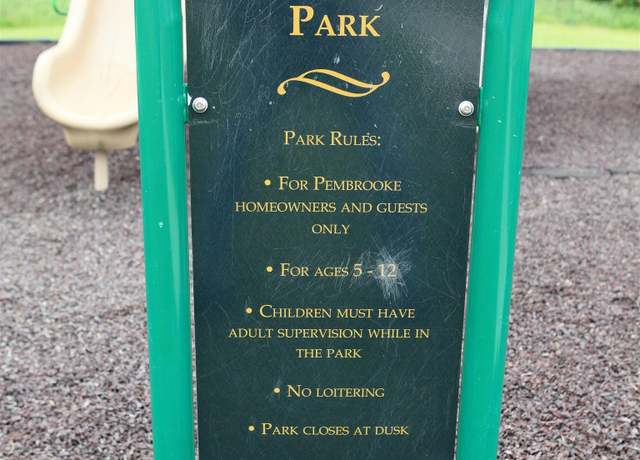 Park
Park Rules:
• For Pembrooke
homeowners and guests
only
• For ages 5 - 12
• Children must have
adult supervision while in
the park
• No loitering
• Park closes at dusk